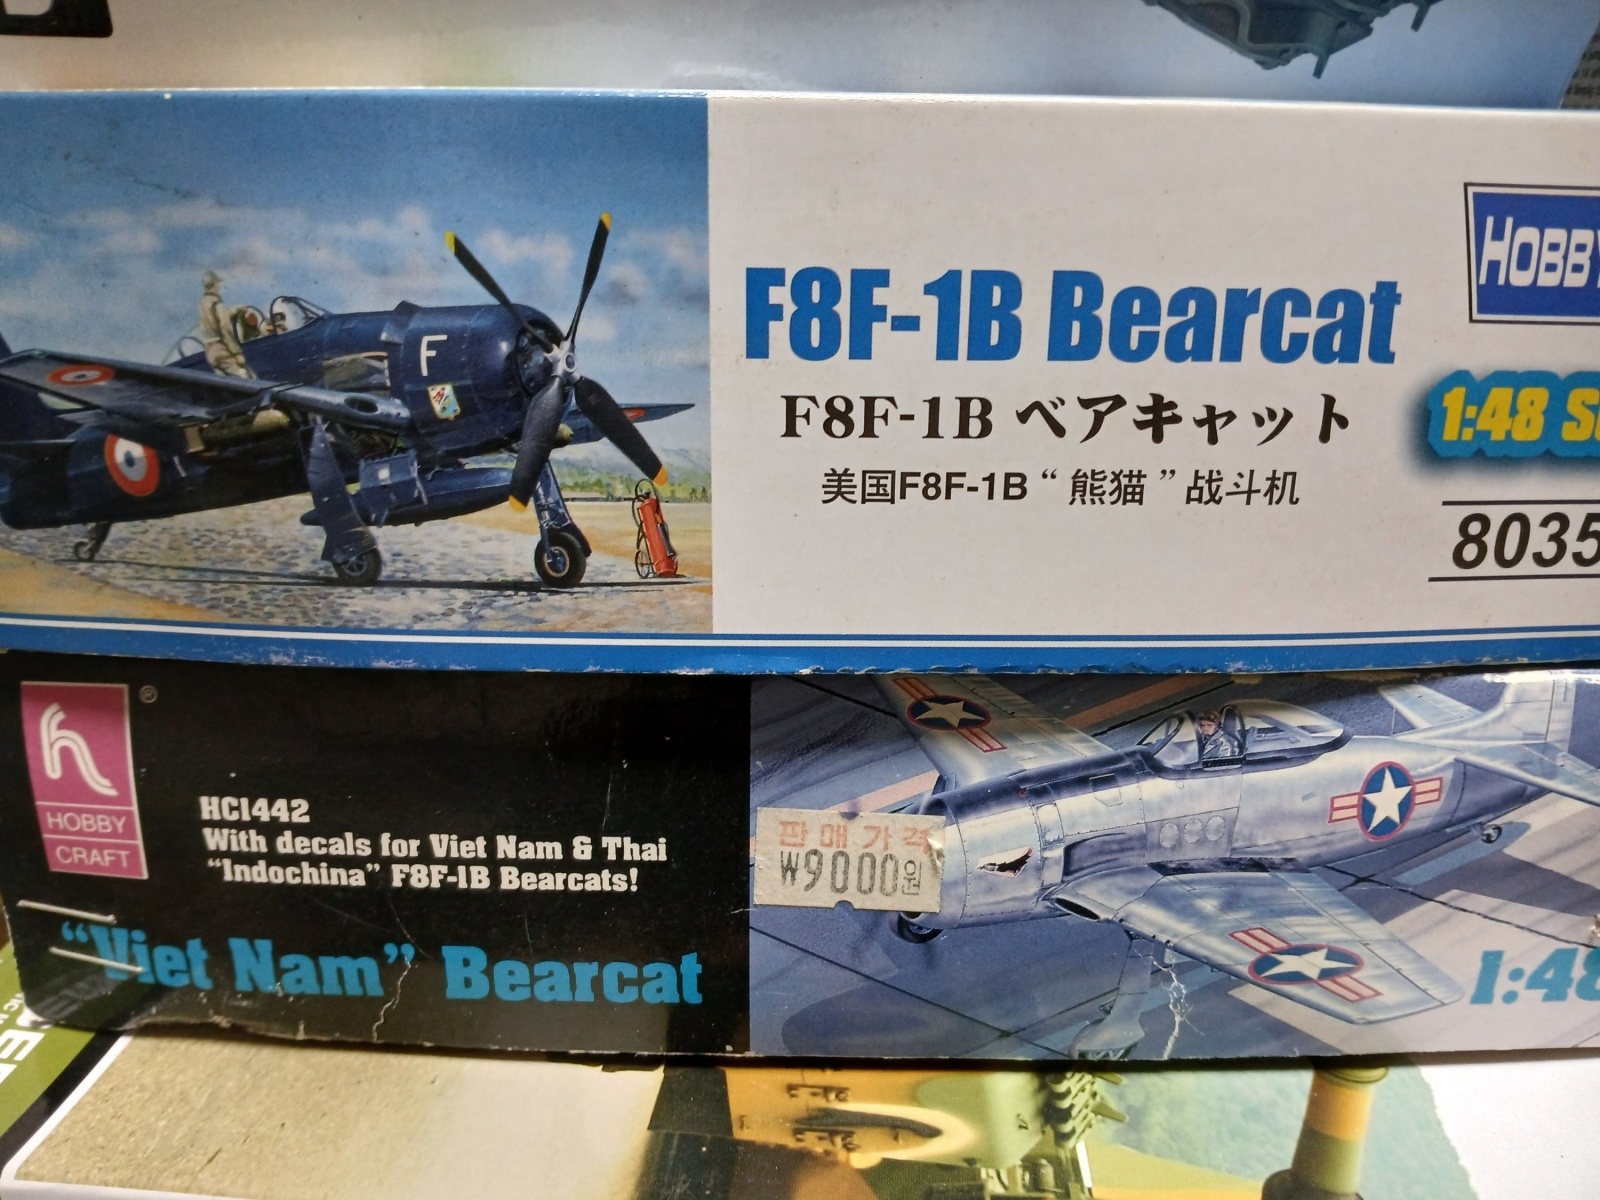 F8F-1B Bearcat
F8F-1B ベアキャット
美国F8F-1B“熊猫”战斗机
HOBBY
1:48
8035
F
h
®
HOBBY
CRAFT
HC1442
With decals for Viet Nam & Thai
"Indochina" F8F-1B Bearcats!
"Viet Nam" Bearcat
판매가격
₩9000원
1:48